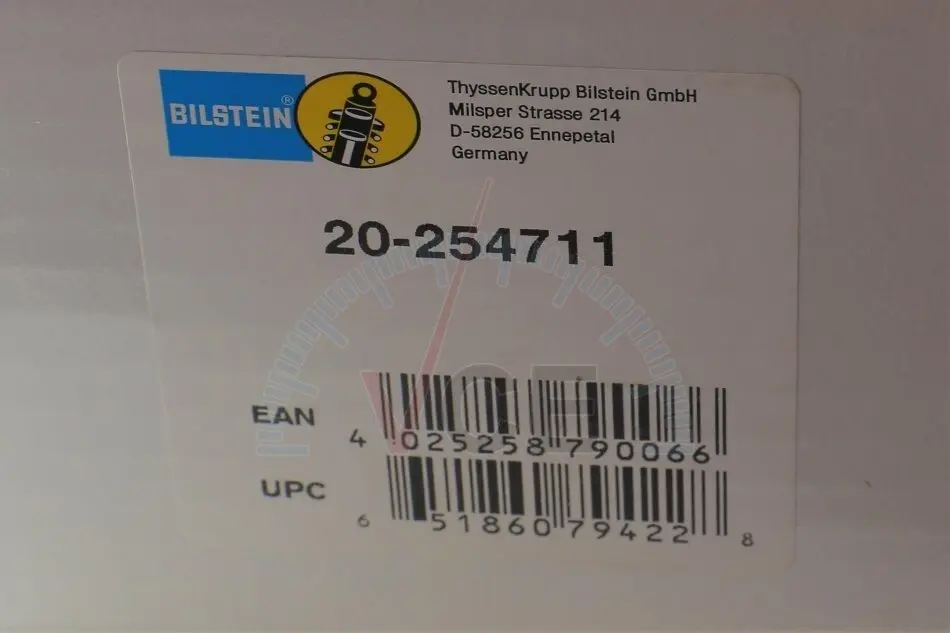 BILSTEIN®
ThyssenKrupp Bilstein GmbH
Milsper Strasse 214
D-58256 Ennepetal
Germany
20-254711
EAN
4 025258 790066
UPC
6 51860 79422 8